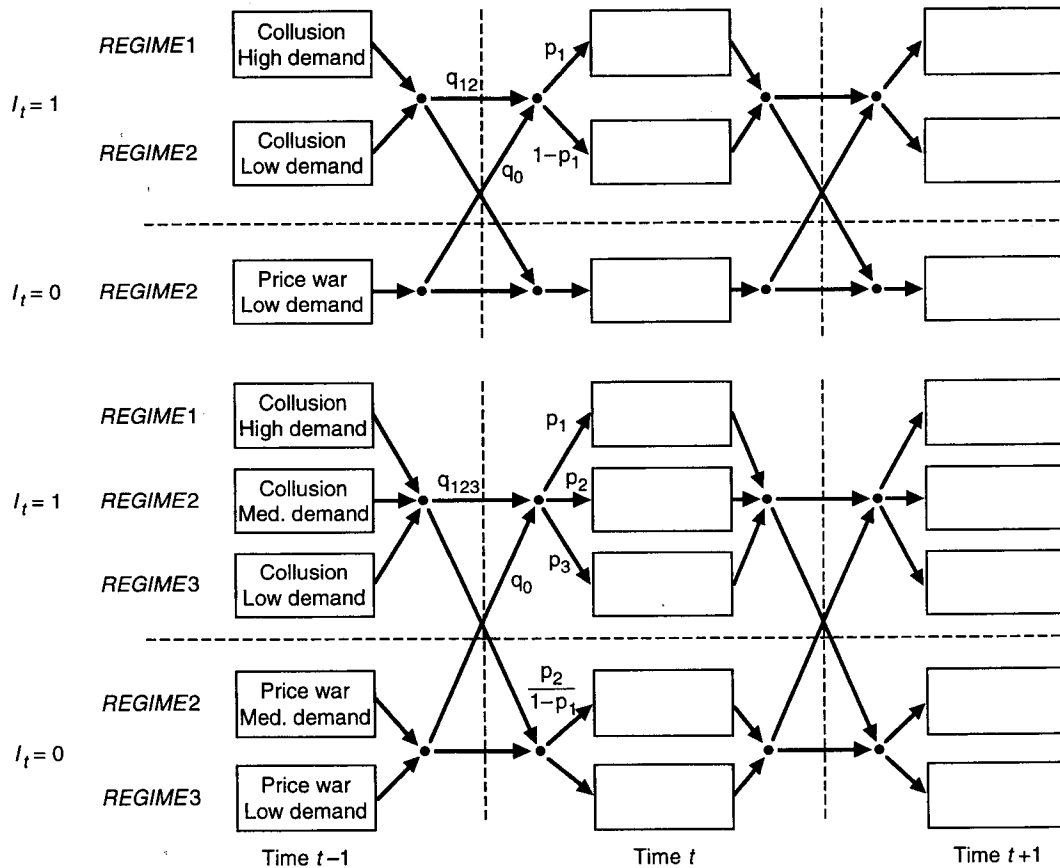 REGIME1
Collusion
High demand
p1
I_t = 1
q12
REGIME2
Collusion
Low demand
1–p1
q0
I_t = 0
REGIME2
Price war
Low demand
REGIME1
Collusion
High demand
p1
I_t = 1
REGIME2
Collusion
Med. demand
q123
p2
REGIME3
Collusion
Low demand
q0
p3
REGIME2
Price war
Med. demand
p2
1–p1
I_t = 0
REGIME3
Price war
Low demand
Time t–1
Time t
Time t+1